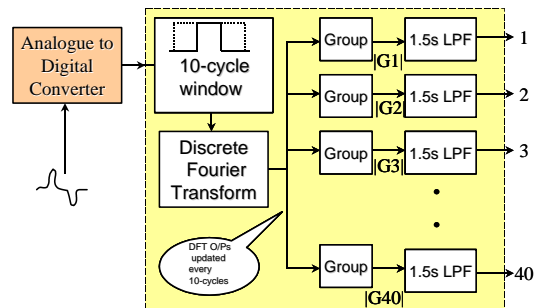 Analogue to
Digital
Converter
10-cycle
window
Discrete
Fourier
Transform
DFT O/Ps
updated
every
10-cycles
Group
|G1|
1.5s LPF
1
Group
|G2|
1.5s LPF
2
Group
|G3|
1.5s LPF
3
Group
|G40|
1.5s LPF
40